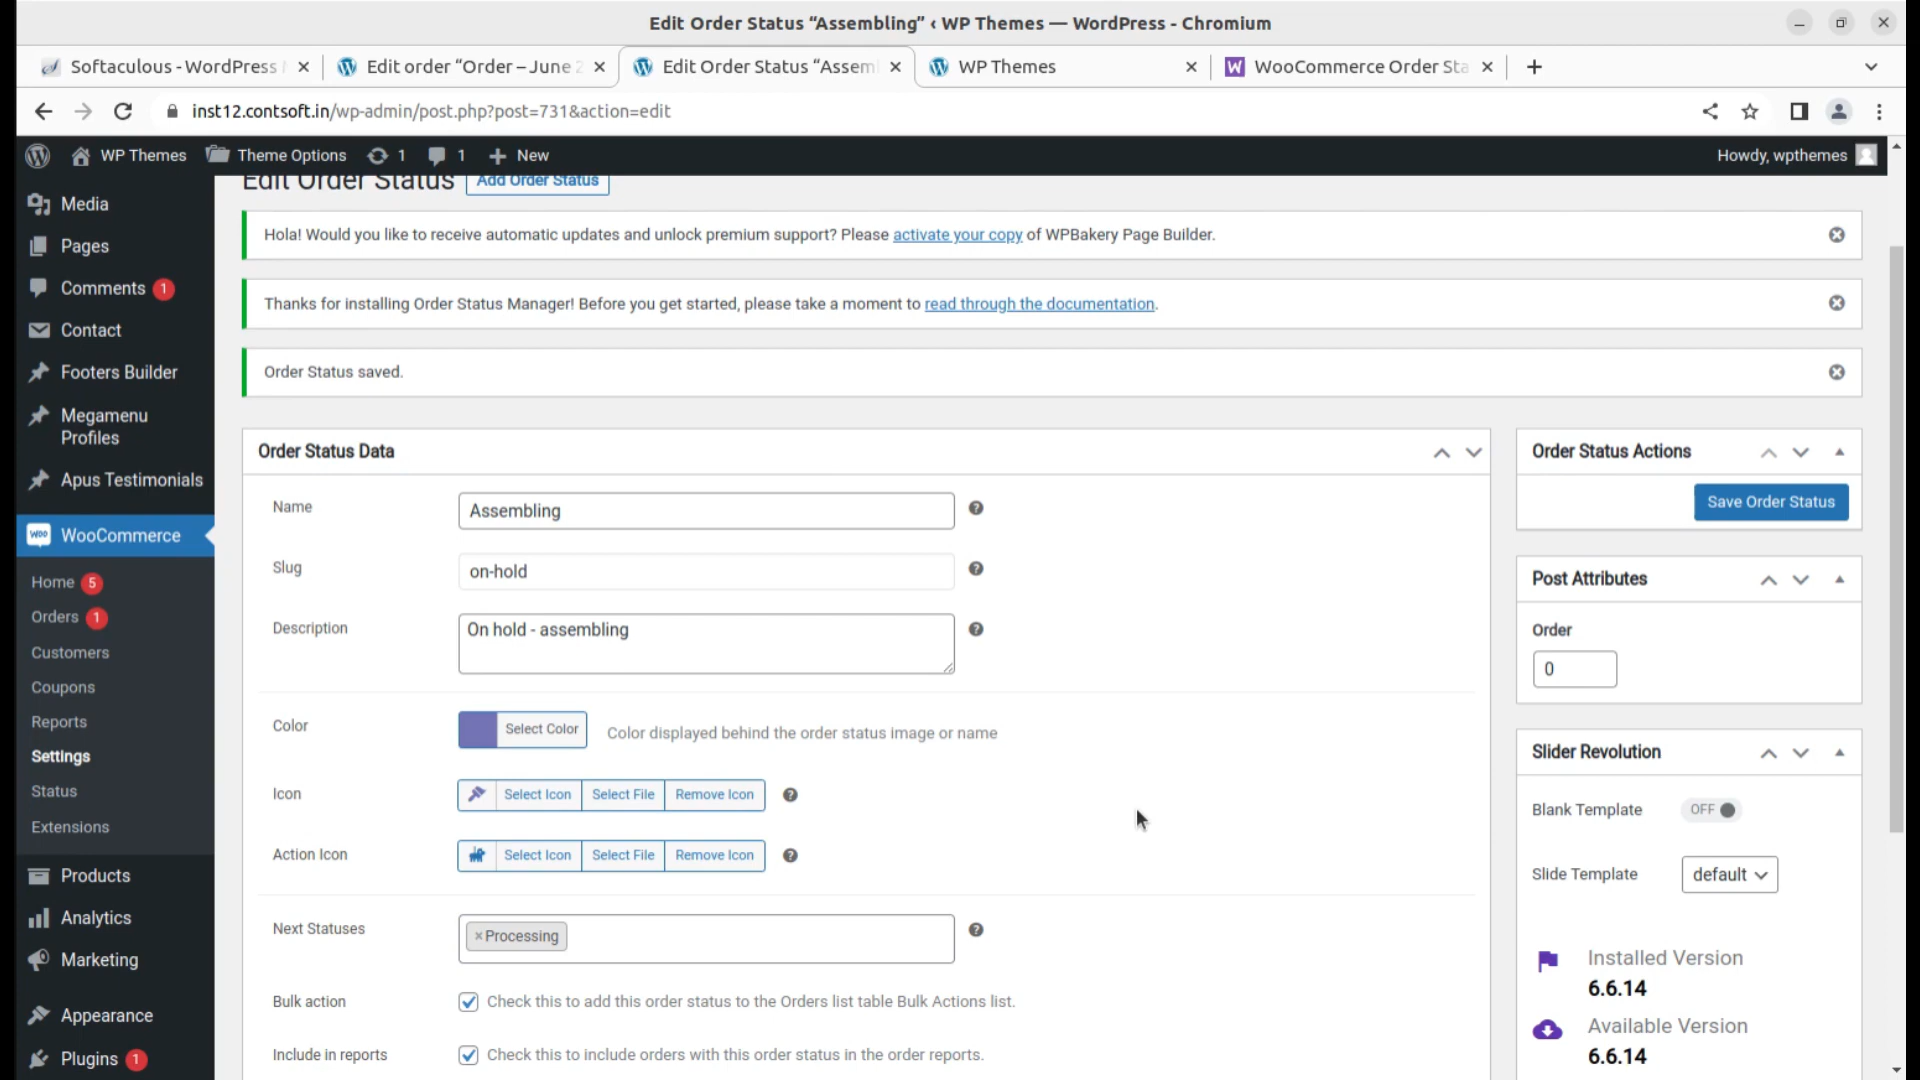 Edit Order Status “Assembling” ‹ WP Themes — WordPress - Chromium
Softaculous - WordPress
Edit order “Order – June 2
Edit Order Status “Assem
WP Themes
WooCommerce Order Sta
inst12.contsoft.in/wp-admin/post.php?post=731&action=edit
WP Themes
Theme Options
1
1
New
Howdy, wpthemes
Media
Pages
Comments 1
Contact
Footers Builder
Megamenu
Profiles
Apus Testimonials
WooCommerce
Home 5
Orders 1
Customers
Coupons
Reports
Settings
Status
Extensions
Products
Analytics
Marketing
Appearance
Plugins 1
Edit Order Status
Add Order Status
Hola! Would you like to receive automatic updates and unlock premium support? Please activate your copy of WPBakery Page Builder.
Thanks for installing Order Status Manager! Before you get started, please take a moment to read through the documentation.
Order Status saved.
Order Status Data
Name
Assembling
Slug
on-hold
Description
On hold - assembling
Color
Select Color
Color displayed behind the order status image or name
Icon
Select Icon
Select File
Remove Icon
Action Icon
Select Icon
Select File
Remove Icon
Next Statuses
×Processing
Bulk action
Check this to add this order status to the Orders list table Bulk Actions list.
Include in reports
Check this to include orders with this order status in the order reports.
Order Status Actions
Save Order Status
Post Attributes
Order
0
Slider Revolution
Blank Template
OFF
Slide Template
default
Installed Version
6.6.14
Available Version
6.6.14